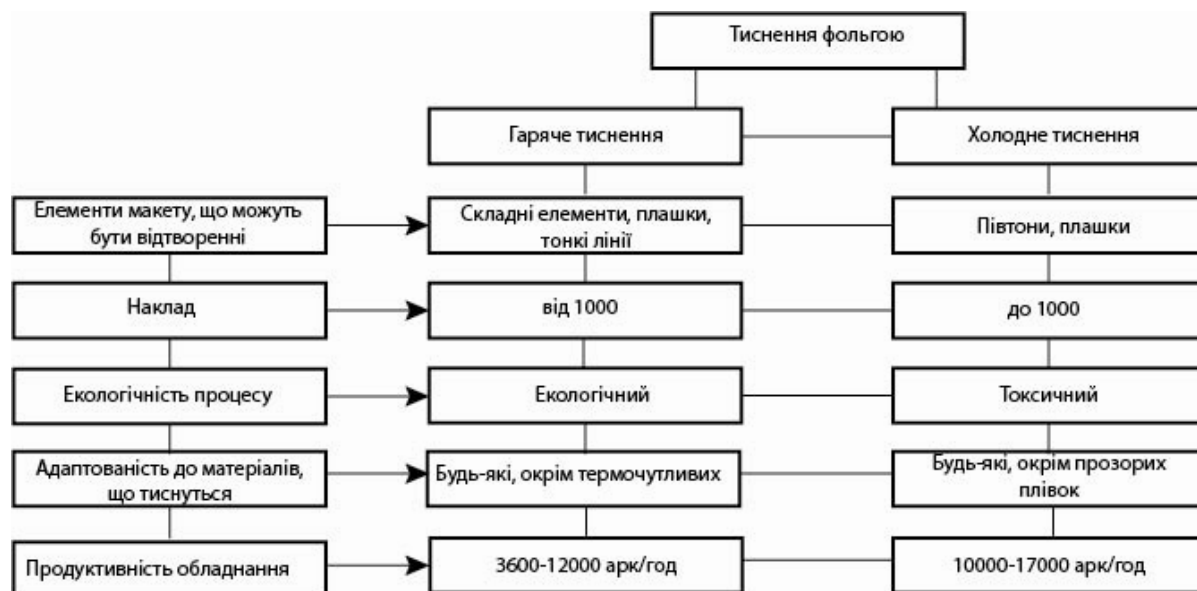 Тиснення фольгою
Гаряче тиснення
Холодне тиснення
Елементи макету, що можуть
бути відтворенні
Складні елементи, плашки,
тонкі лінії
Півтони, плашки
Наклад
від 1000
до 1000
Екологічність процесу
Екологічний
Токсичний
Адаптованість до матеріалів,
що тиснуться
Будь-які, окрім термочутливих
Будь-які, окрім прозорих
плівок
Продуктивність обладнання
3600-12000 арк/год
10000-17000 арк/год